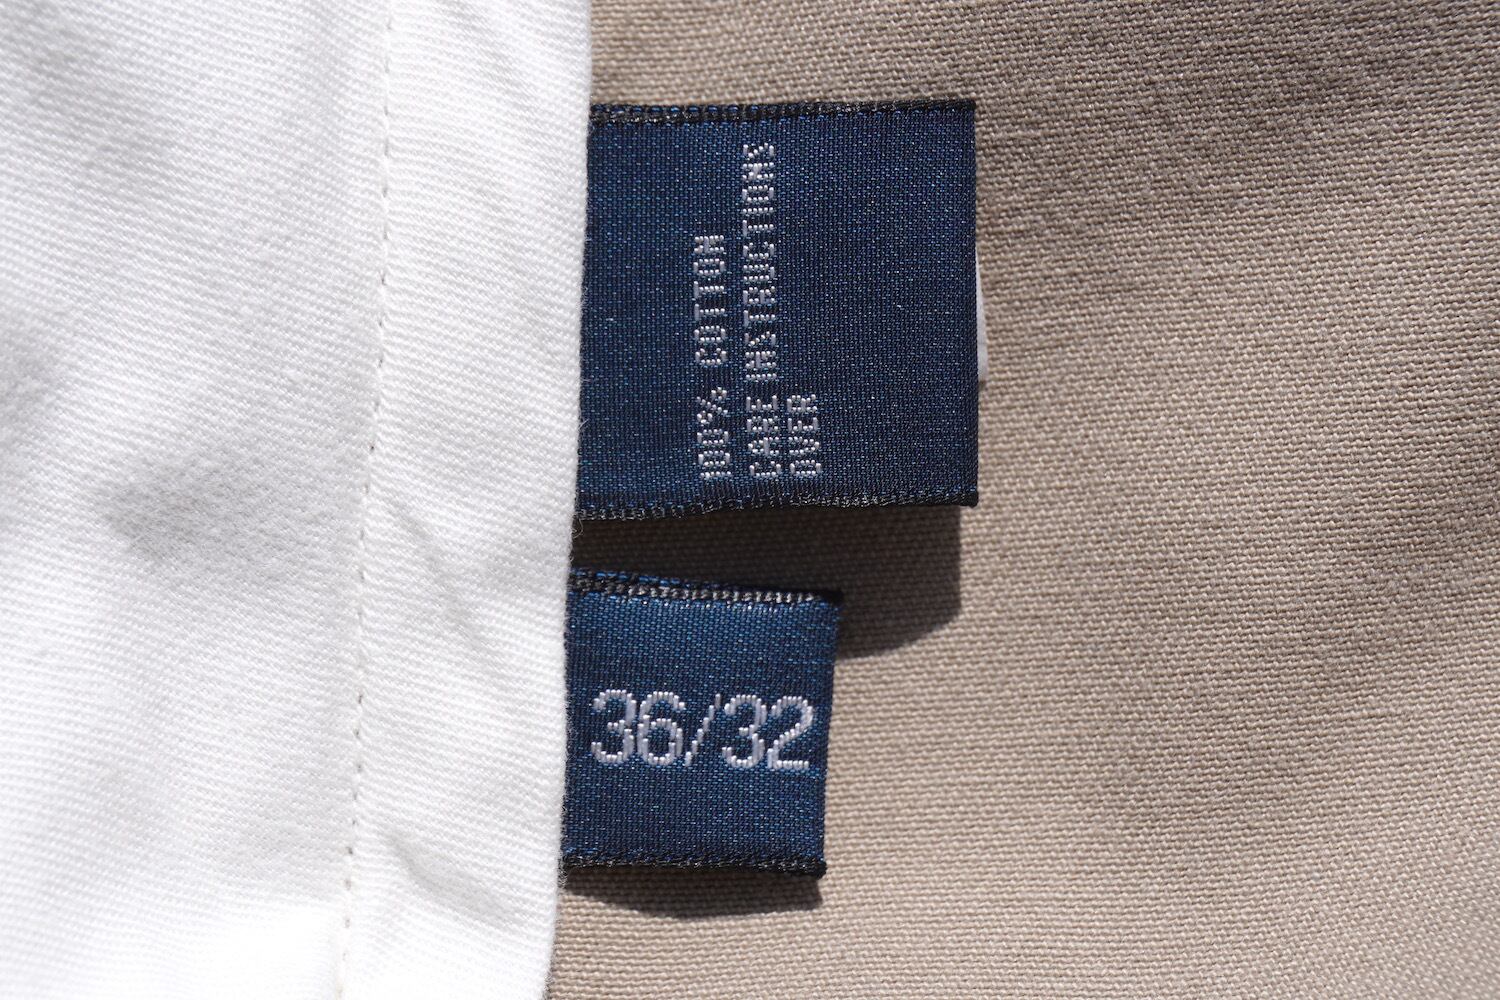 100% COTTON
CARE INSTRUCTIONS
OVER
36/32